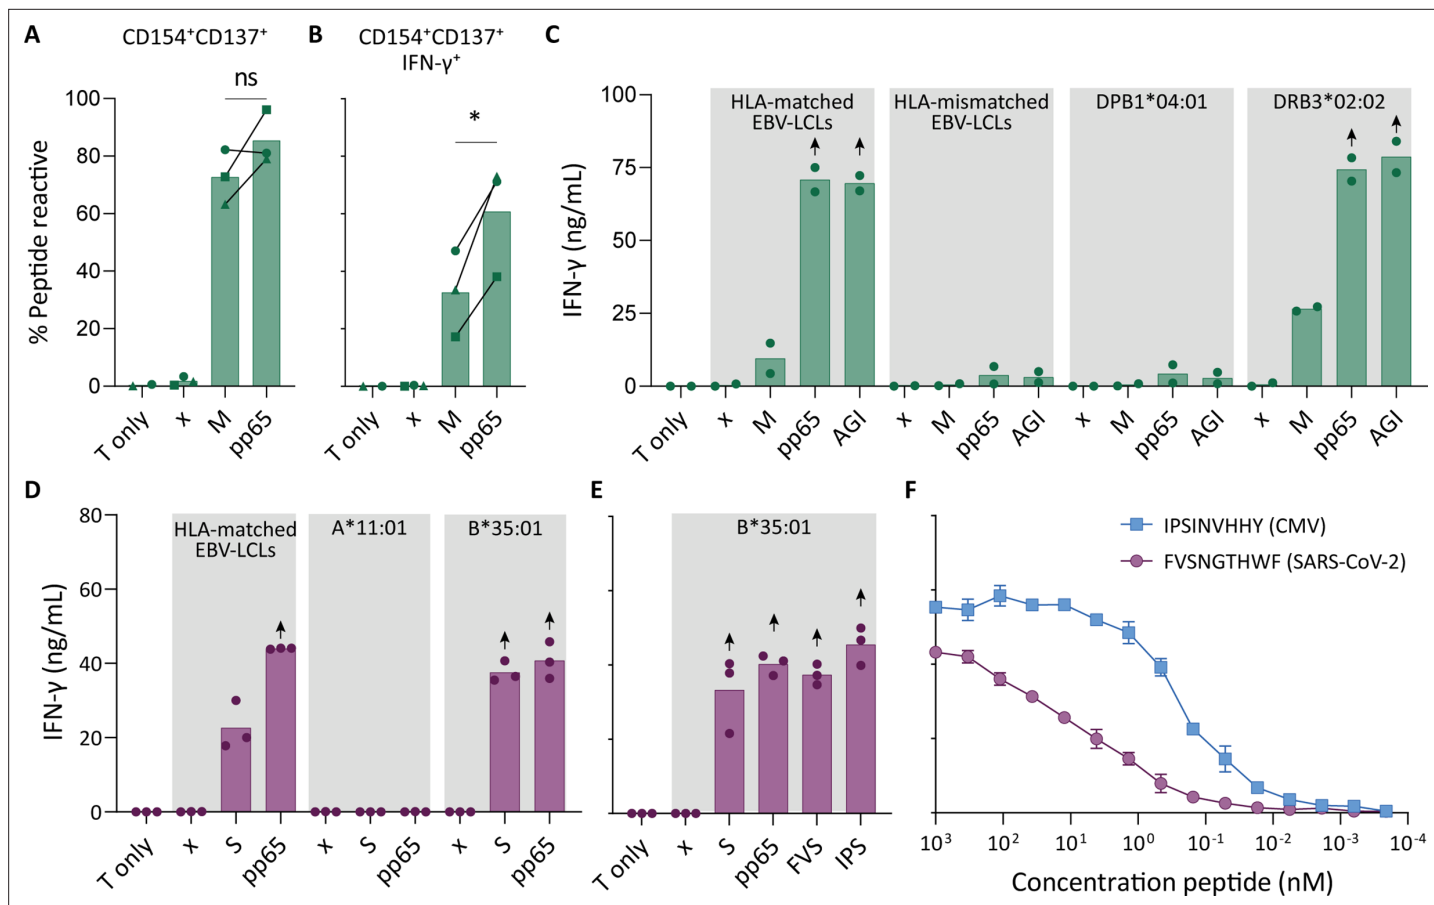 A
CD154⁺CD137⁺
ns
% Peptide reactive
100
80
60
40
20
0
T only
x
M
pp65
B
CD154⁺CD137⁺
IFN-γ⁺
*
T only
x
M
pp65
C
IFN-γ (ng/mL)
100
75
50
25
0
HLA-matched
EBV-LCLs
HLA-mismatched
EBV-LCLs
DPB1*04:01
DRB3*02:02
T only
x
M
pp65
AGI
x
M
pp65
AGI
x
M
pp65
AGI
x
M
pp65
AGI
D
IFN-γ (ng/mL)
80
60
40
20
0
HLA-matched
EBV-LCLs
A*11:01
B*35:01
T only
x
S
pp65
x
S
pp65
x
S
pp65
E
B*35:01
T only
x
S
pp65
FVS
IPS
F
IPSINVHHY (CMV)
FVSNGTHWF (SARS-CoV-2)
10³
10²
10¹
10⁰
10⁻¹
10⁻²
10⁻³
10⁻⁴
Concentration peptide (nM)